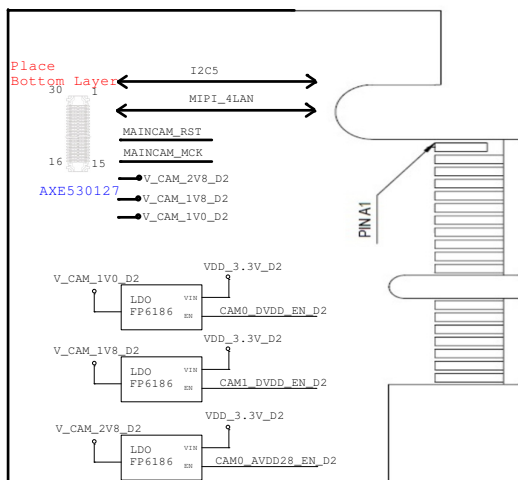 Place
Bottom Layer
30
1
16
15
AXE530127
I2C5
MIPI_4LAN
MAINCAM_RST
MAINCAM_MCK
V_CAM_2V8_D2
V_CAM_1V8_D2
V_CAM_1V0_D2
PINA1
VDD_3.3V_D2
V_CAM_1V0_D2
LDO
FP6186
VIN
EN
CAM0_DVDD_EN_D2
VDD_3.3V_D2
V_CAM_1V8_D2
LDO
FP6186
VIN
EN
CAM1_DVDD_EN_D2
VDD_3.3V_D2
V_CAM_2V8_D2
LDO
FP6186
VIN
EN
CAM0_AVDD28_EN_D2